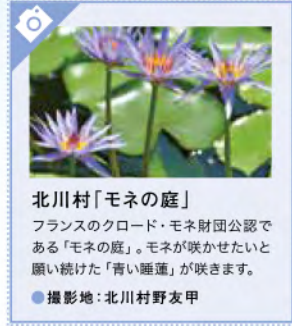 北川村「モネの庭」
フランスのクロード・モネ財団公認で
ある「モネの庭」。モネが咲かせたいと
願い続けた「青い睡蓮」が咲きます。
●撮影地：北川村野友甲